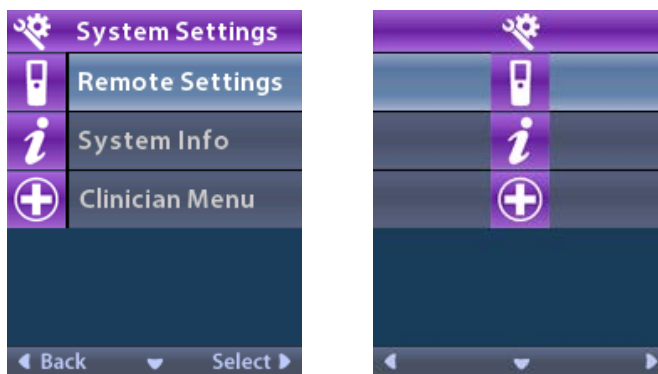 System Settings
Remote Settings
System Info
Clinician Menu
Back Select